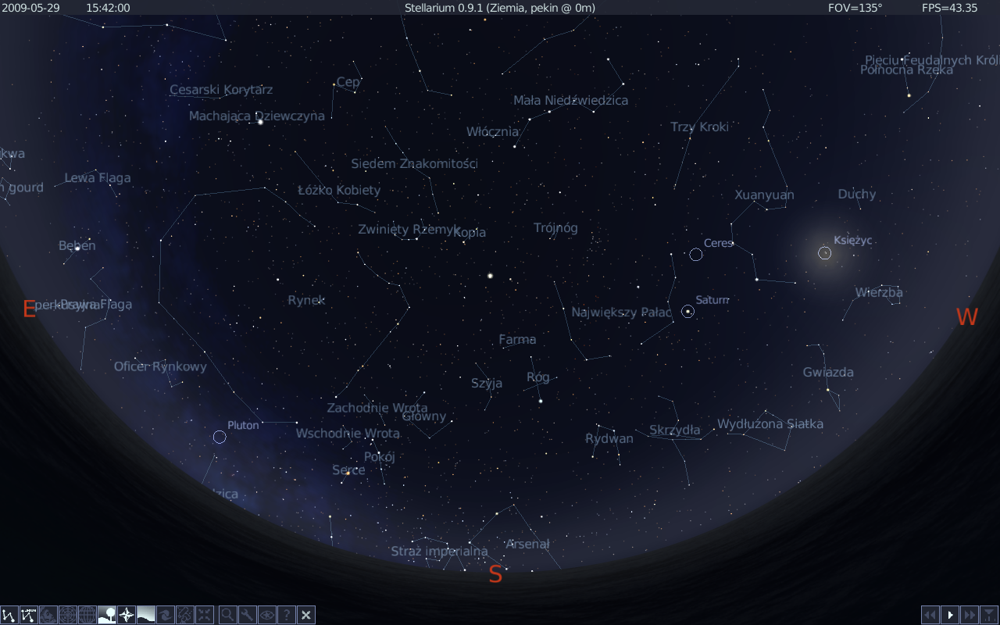 2009-05-29 15:42:00 Stellarium 0.9.1 (Ziemia, pekin @ 0m) FOV=135° FPS=43.35
Pięciu Feudalnych Króli
Północna Rzeka
Cep
Cesarski Korytarz
Mała Niedźwiedzica
Machająca Dziewczyna
Włócznia
Trzy Kroki
kwa
Siedem Znakomitości
Lewa Flaga
n gourd
Łóżko Kobiety
Xuanyuan
Duchy
Zwinięty Rzemyk
Kopia
Trójnóg
Ceres
Księżyc
Bęben
Rynek
Saturn
Wierzba
E
Prawa Flaga
Największy Pałac
W
Farma
Oficer Rynkowy
Szyja
Róg
Gwiazda
Zachodnie Wrota
Główny
Pluton
Wschodnie Wrota
Rydwan
Skrzydła
Wydłużona Siatka
Pokój
Serce
zica
Straż imperialna
Arsenał
S